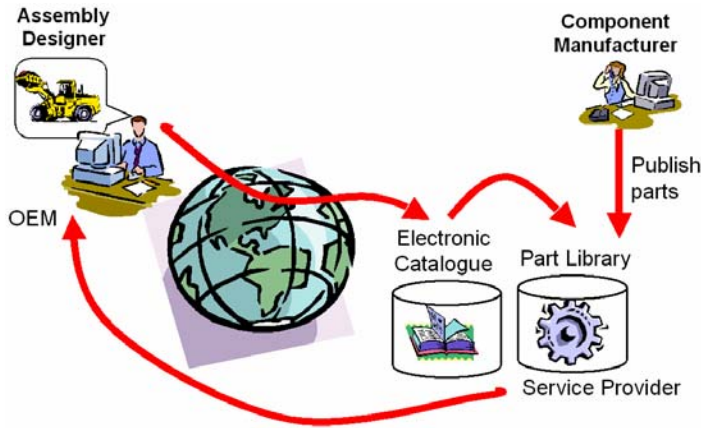 Assembly
Designer
Component
Manufacturer
Publish
parts
OEM
Electronic
Catalogue
Part Library
Service Provider